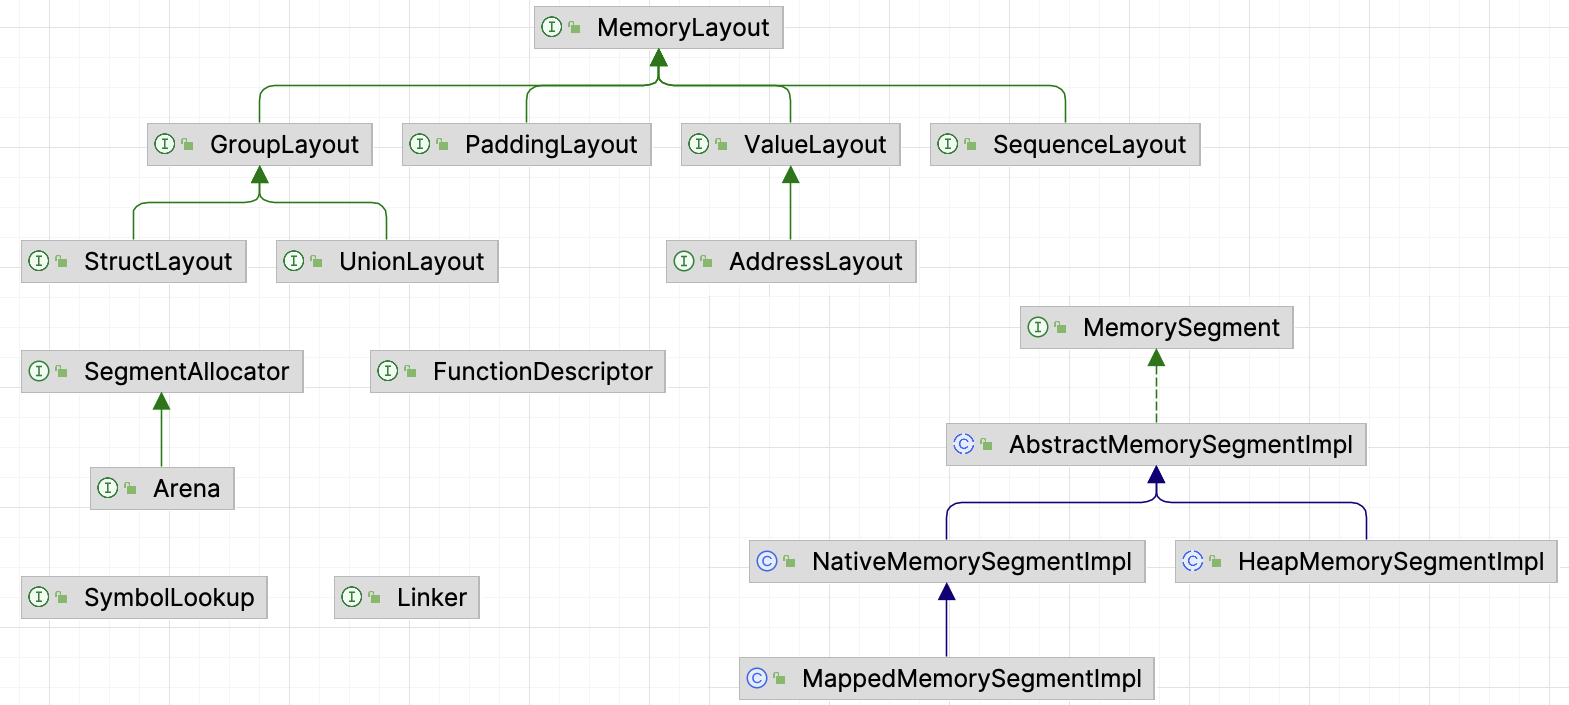 MemoryLayout
GroupLayout
PaddingLayout
ValueLayout
SequenceLayout
StructLayout
UnionLayout
AddressLayout
MemorySegment
SegmentAllocator
FunctionDescriptor
AbstractMemorySegmentImpl
Arena
NativeMemorySegmentImpl
HeapMemorySegmentImpl
SymbolLookup
Linker
MappedMemorySegmentImpl